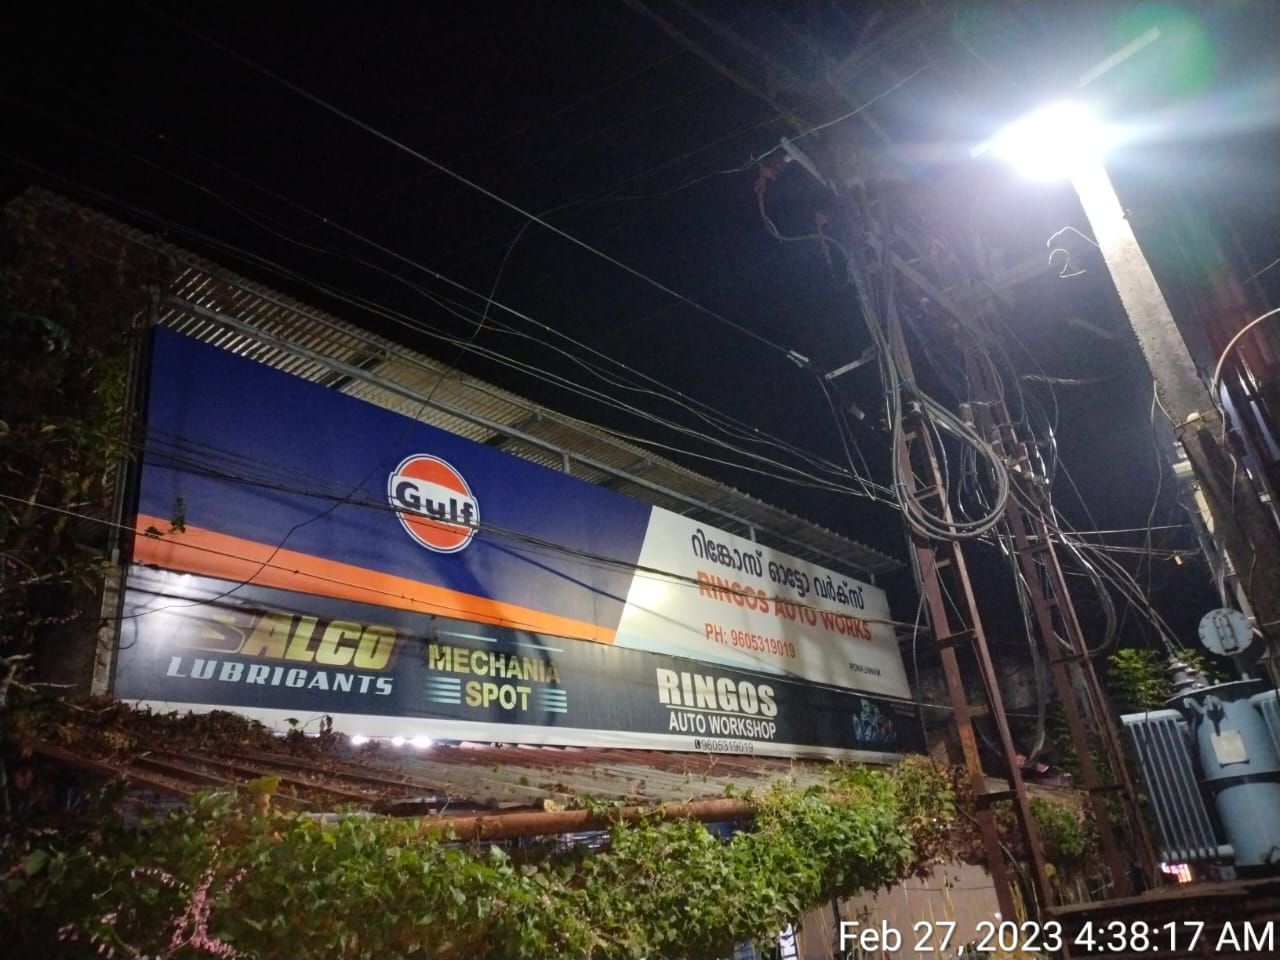 Gulf
റിങ്കോസ് ഓട്ടോ വർക്സ്
RINGOS AUTO WORKS
PH: 9605319019
PONKUNNAM
SALCO
LUBRICANTS
MECHANIA
SPOT
RINGOS
AUTO WORKSHOP
9605319019
Feb 27, 2023 4:38:17 AM